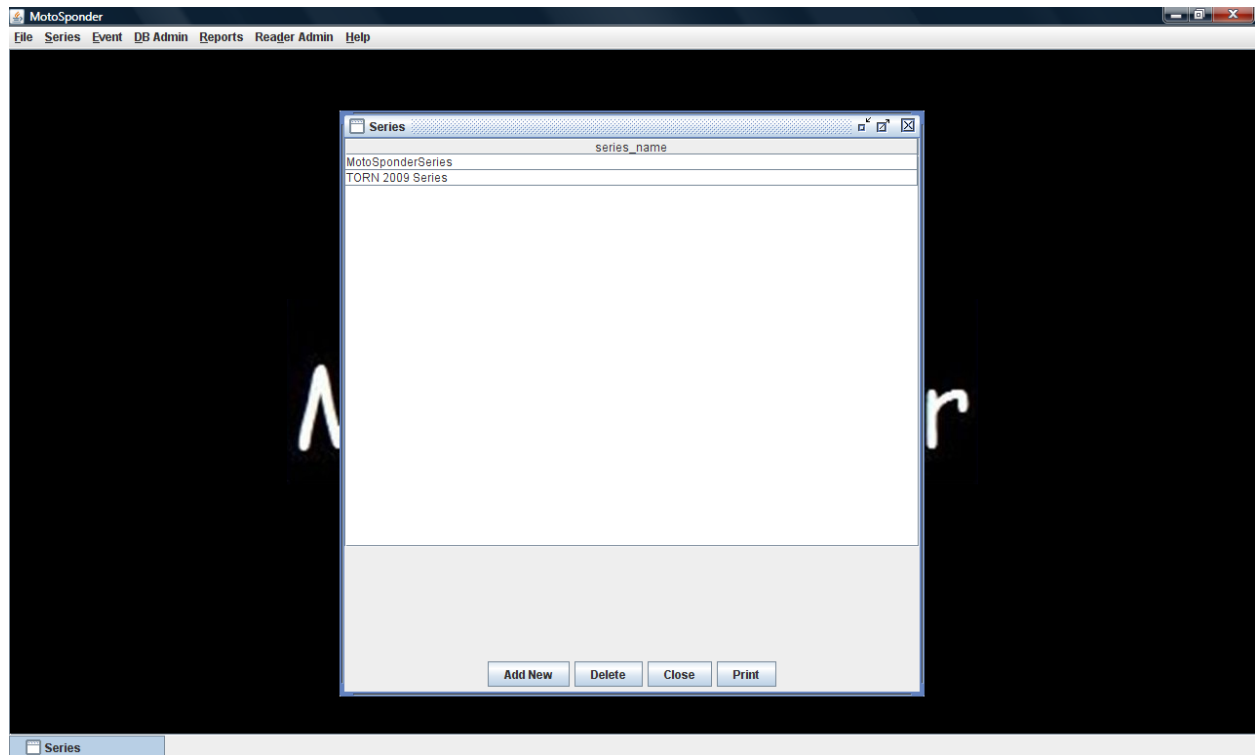 MotoSponder
File Series Event DB Admin Reports Reader Admin Help
Series
series_name
MotoSponderSeries
TORN 2009 Series
Add New Delete Close Print
Series